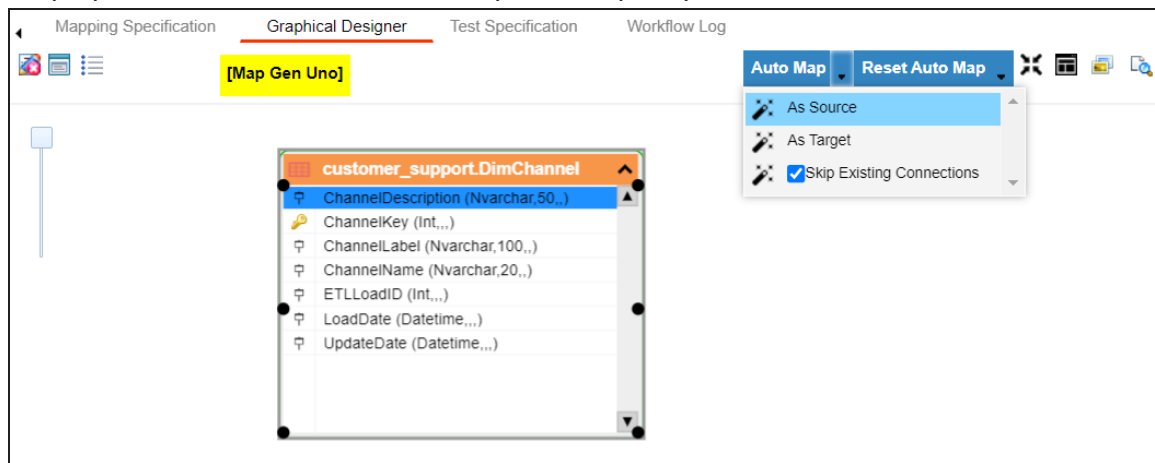 Mapping Specification Graphical Designer Test Specification Workflow Log
[Map Gen Uno]
Auto Map Reset Auto Map
As Source
As Target
Skip Existing Connections
customer_support.DimChannel
ChannelDescription (Nvarchar,50,,)
ChannelKey (Int,,,)
ChannelLabel (Nvarchar,100,,)
ChannelName (Nvarchar,20,,)
ETLLoadID (Int,,,)
LoadDate (Datetime,,,)
UpdateDate (Datetime,,,)